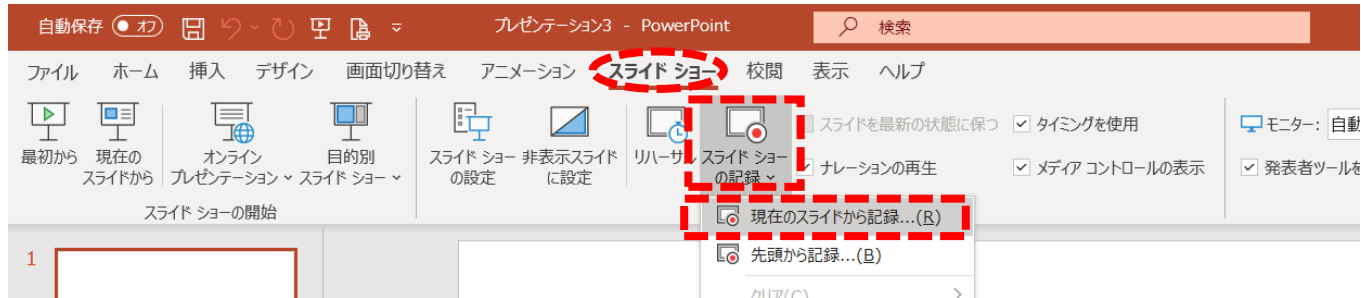 自動保存 オフ プレゼンテーション3 - PowerPoint 検索
ファイル ホーム 挿入 デザイン 画面切り替え アニメーション スライド ショー 校閲 表示 ヘルプ
最初から 現在の
スライドから オンライン
プレゼンテーション 目的別
スライド ショー スライド ショー
の設定 非表示スライド
に設定 リハーサル スライド ショー
の記録 スライドを最新の状態に保つ タイミングを使用 モニター: 自動
ナレーションの再生 メディア コントロールの表示 発表者ツールを
スライド ショーの開始
現在のスライドから記録...(R)
先頭から記録...(B)
クリア(C)
1